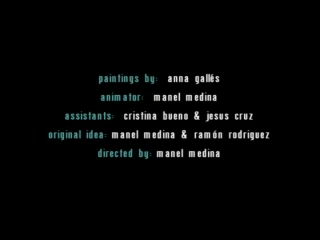 paintings by: anna gallés
animator: manel medina
assistants: cristina bueno & jesus cruz
original idea: manel medina & ramón rodriguez
directed by: manel medina